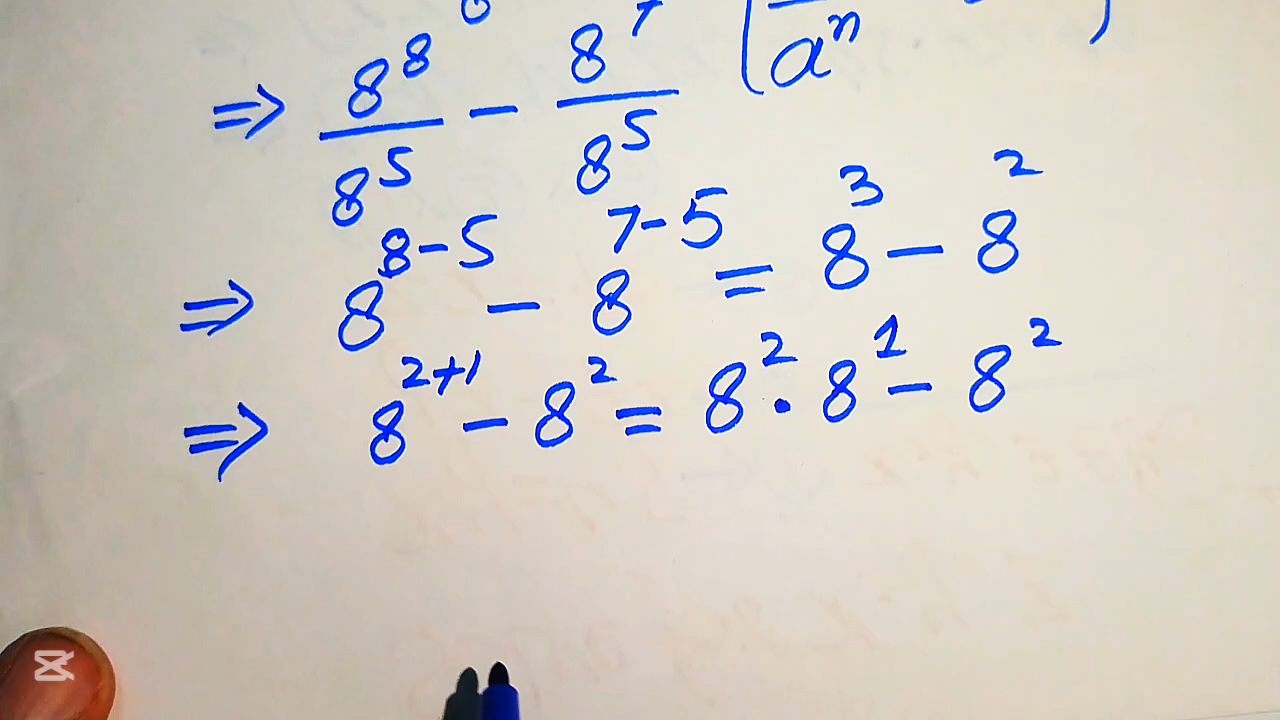 ⇒ 8^8/8^5 - 8^7/8^5 (a^n )
⇒ 8^{8-5} - 8^{7-5} = 8^3 - 8^2
⇒ 8^{2+1} - 8^2 = 8^2 · 8^1 - 8^2